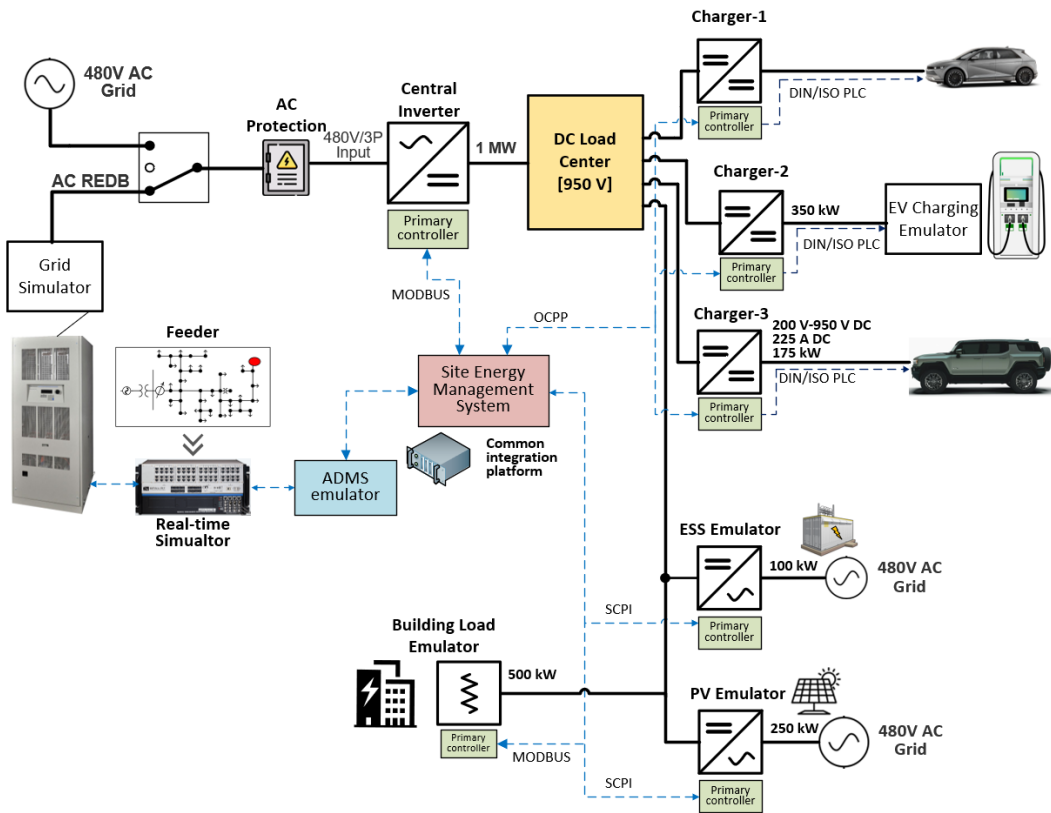 Charger-1
480V AC
Grid
AC
Protection
Central
Inverter
480V/3P
Input
1 MW
DC Load
Center
[950 V]
Primary
controller
DIN/ISO PLC
AC REDB
Charger-2
350 kW
EV Charging
Emulator
Primary
controller
DIN/ISO PLC
Primary
controller
Grid
Simulator
MODBUS
OCPP
Charger-3
200 V-950 V DC
225 A DC
175 kW
DIN/ISO PLC
Primary
controller
Feeder
Site Energy
Management
System
Common
integration
platform
ADMS
emulator
Real-time
Simualtor
ESS Emulator
100 kW
480V AC
Grid
SCPI
Primary
controller
Building Load
Emulator
500 kW
Primary
controller
MODBUS
PV Emulator
250 kW
480V AC
Grid
SCPI
Primary
controller